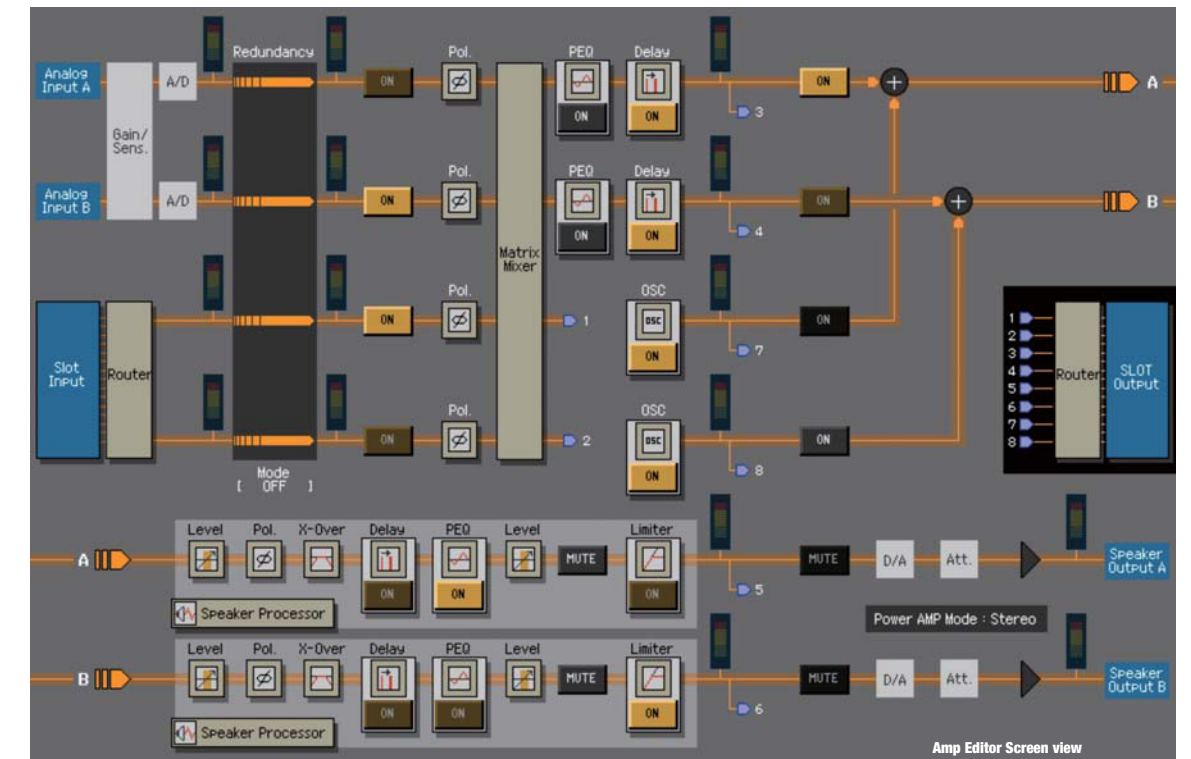 Redundancy
Pol.
PEQ
Delay
Analog
Input A
A/D
ON
ON
ON
ON
A
3
Gain/
Sens.
Pol.
PEQ
Delay
Analog
Input B
A/D
ON
ON
ON
ON
B
4
Matrix
Mixer
Pol.
OSC
ON
1
OSC
ON
ON
7
Slot
Input
Router
Pol.
OSC
ON
2
OSC
ON
ON
8
1
2
3
4
5
6
7
8
Router
SLOT
Output
Mode
[ OFF ]
Level
Pol.
X-Over
Delay
PEQ
Level
Limiter
A
MUTE
MUTE
D/A
Att.
Speaker
Output A
ON
ON
ON
5
Speaker Processor
Power AMP Mode : Stereo
Level
Pol.
X-Over
Delay
PEQ
Level
Limiter
B
MUTE
MUTE
D/A
Att.
Speaker
Output B
ON
ON
ON
6
Speaker Processor
Amp Editor Screen view